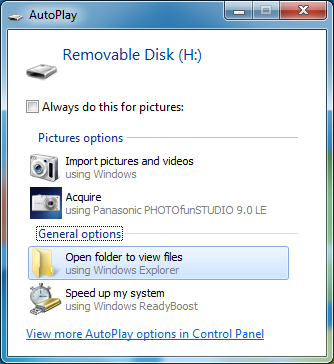 AutoPlay
Removable Disk (H:)
Always do this for pictures:
Pictures options
Import pictures and videos
using Windows
Acquire
using Panasonic PHOTOfunSTUDIO 9.0 LE
General options
Open folder to view files
using Windows Explorer
Speed up my system
using Windows ReadyBoost
View more AutoPlay options in Control Panel